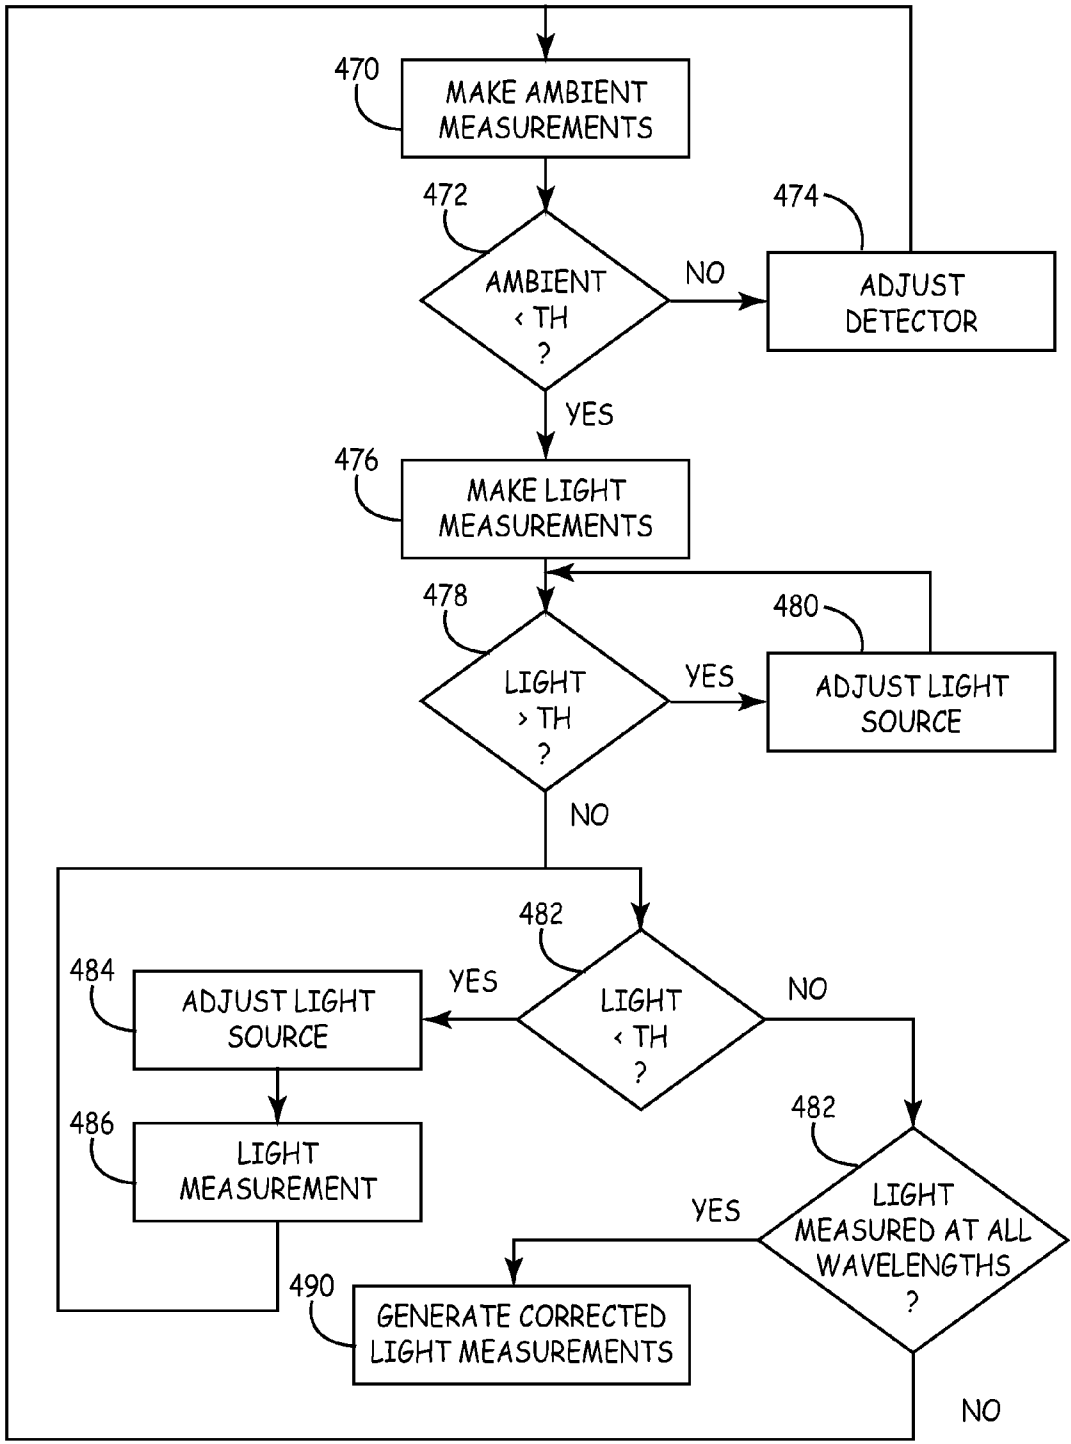 470
MAKE AMBIENT
MEASUREMENTS
472
AMBIENT
< TH
?
NO
474
ADJUST
DETECTOR
YES
476
MAKE LIGHT
MEASUREMENTS
478
LIGHT
> TH
?
YES
480
ADJUST LIGHT
SOURCE
NO
482
LIGHT
< TH
?
YES
484
ADJUST LIGHT
SOURCE
486
LIGHT
MEASUREMENT
NO
482
LIGHT
MEASURED AT ALL
WAVELENGTHS
?
YES
490
GENERATE CORRECTED
LIGHT MEASUREMENTS
NO